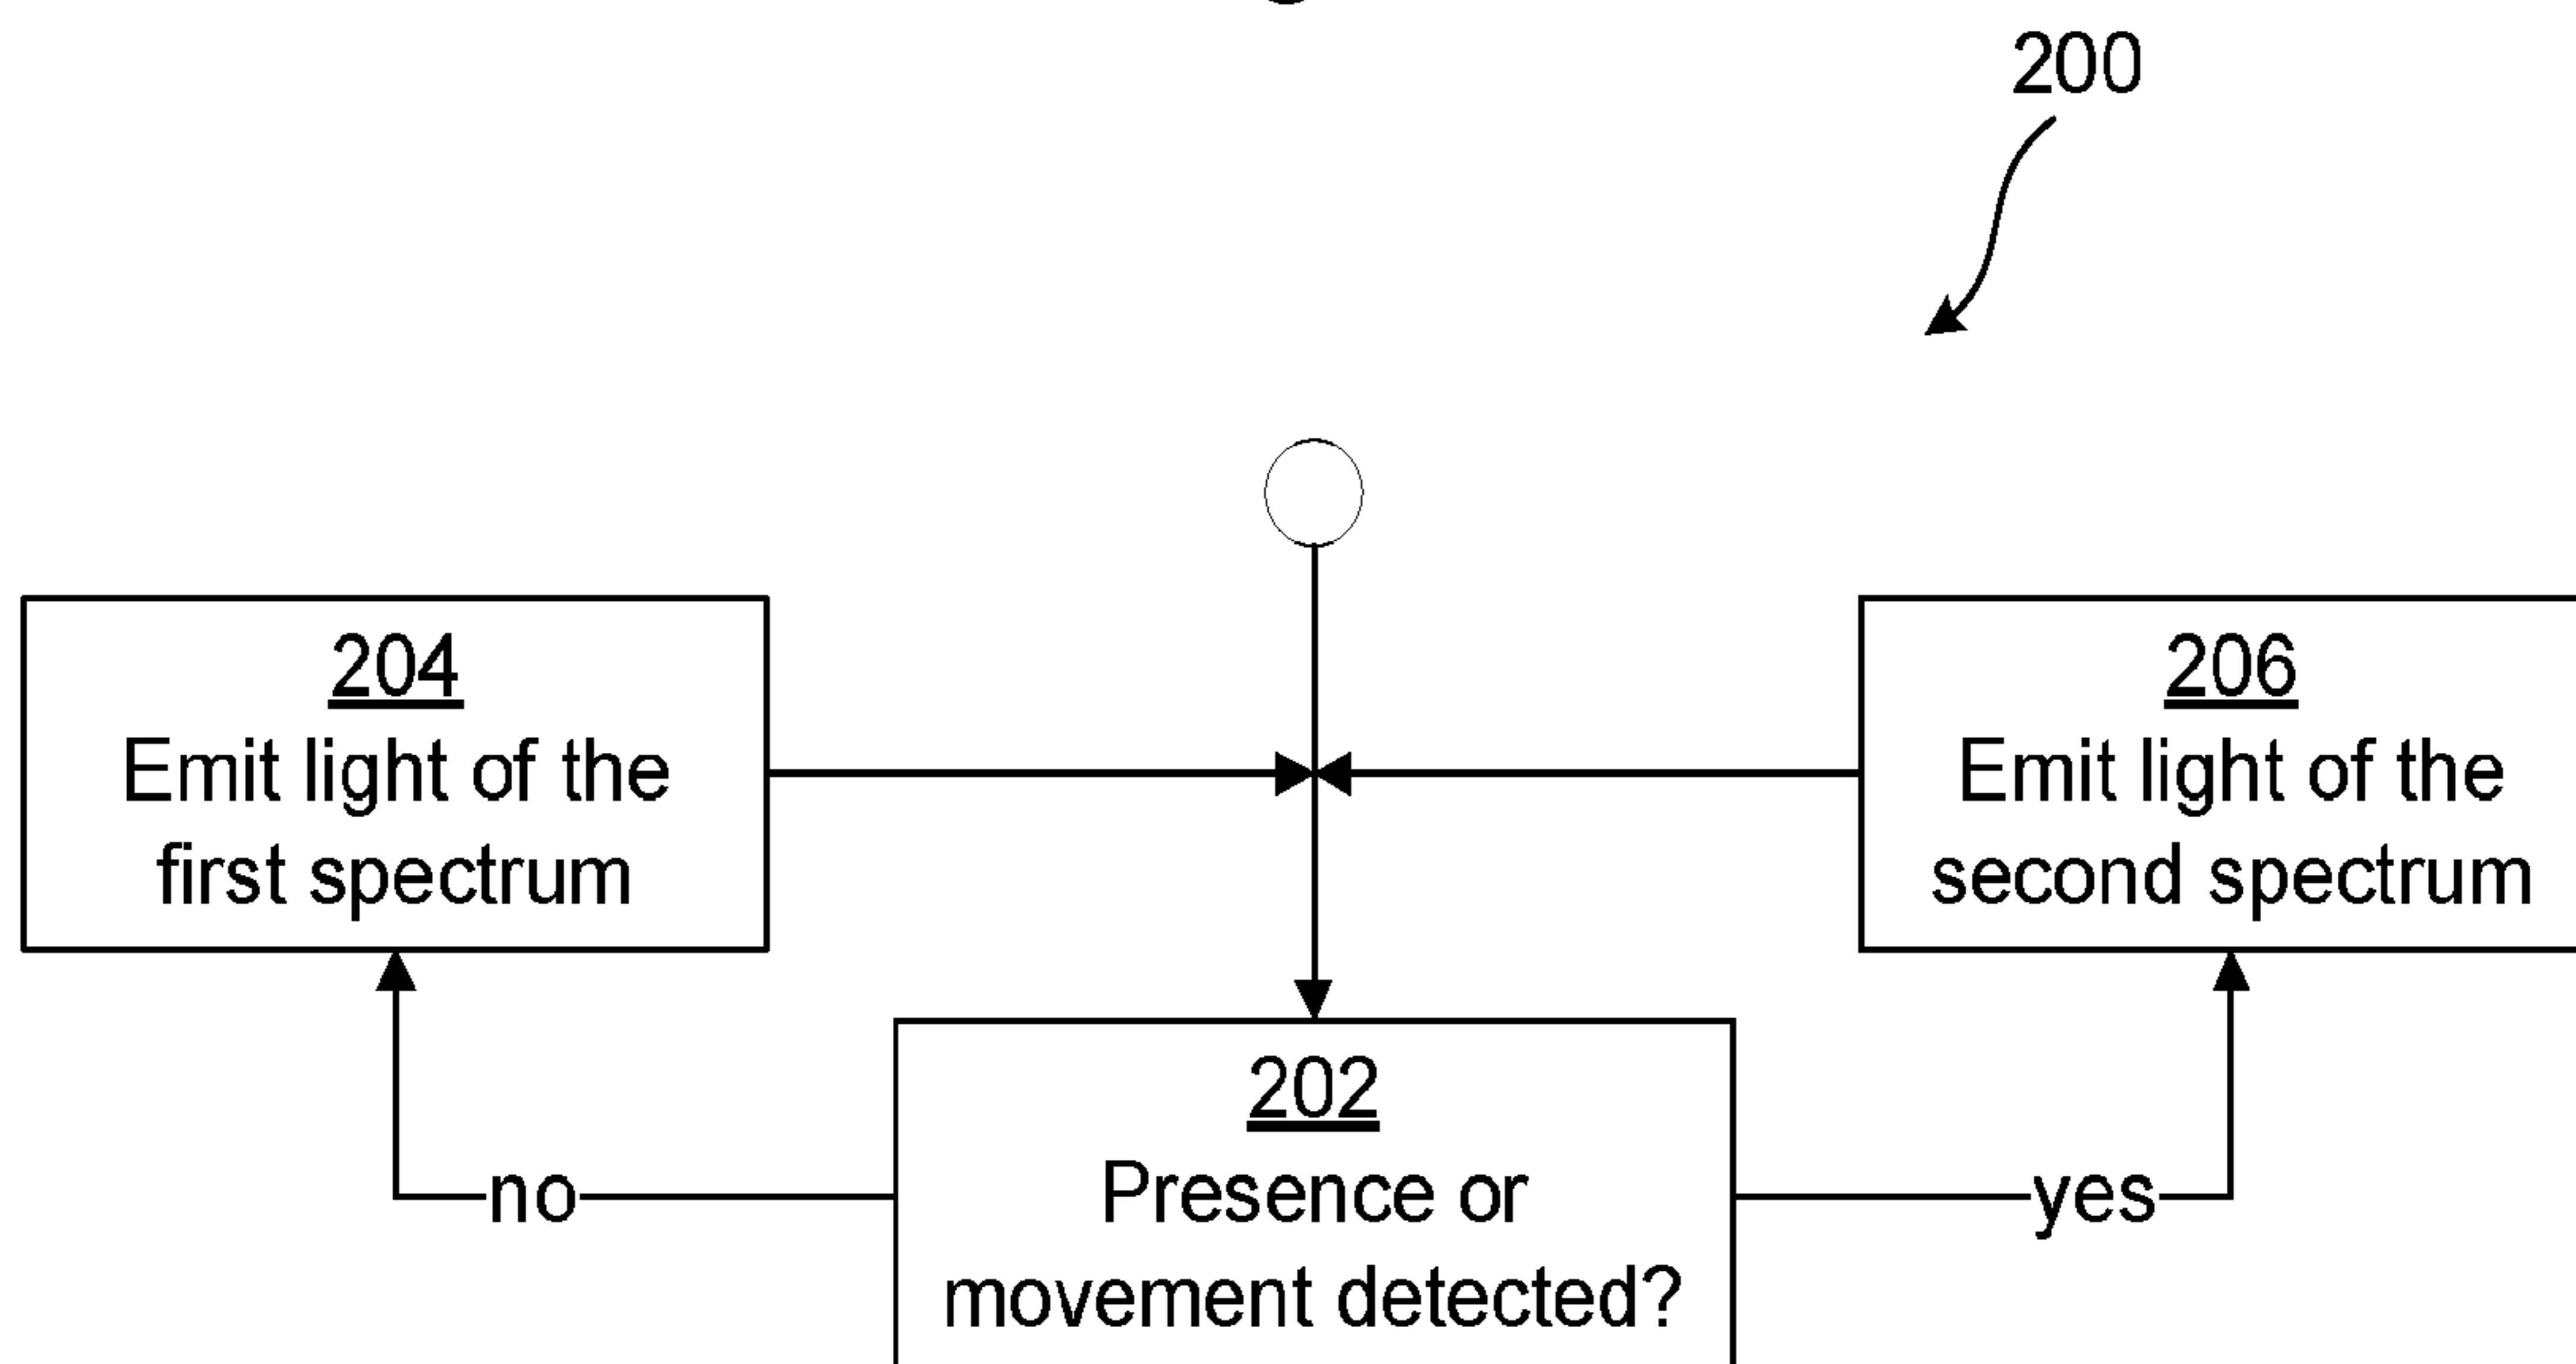 200
204
Emit light of the
first spectrum
206
Emit light of the
second spectrum
202
Presence or
movement detected?
no
yes